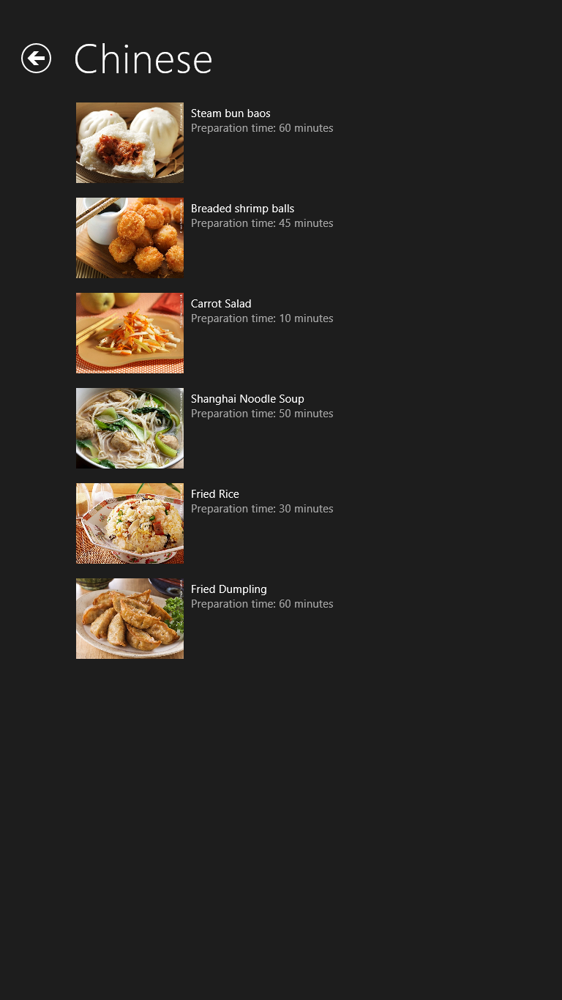 Chinese
Steam bun baos
Preparation time: 60 minutes
Breaded shrimp balls
Preparation time: 45 minutes
Carrot Salad
Preparation time: 10 minutes
Shanghai Noodle Soup
Preparation time: 50 minutes
Fried Rice
Preparation time: 30 minutes
Fried Dumpling
Preparation time: 60 minutes